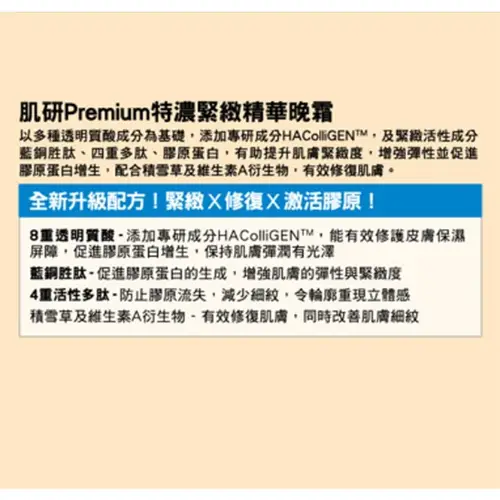 肌研Premium特濃緊緻精華晚霜
以多種透明質酸成分為基礎，添加專研成分HAColliGEN™，及緊緻活性成分
藍銅胜肽、四重多肽、膠原蛋白，有助提升肌膚緊緻度，增強彈性並促進
膠原蛋白增生，配合積雪草及維生素A衍生物，有效修復肌膚。
全新升級配方！緊緻X修復X激活膠原！
8重透明質酸-添加專研成分HAColliGEN™，能有效修護皮膚保濕
屏障，促進膠原蛋白增生，保持肌膚彈潤有光澤
藍銅胜肽-促進膠原蛋白的生成，增強肌膚的彈性與緊緻度
4重活性多肽-防止膠原流失，減少細紋，令輪廓重現立體感
積雪草及維生素A衍生物 - 有效修復肌膚，同時改善肌膚細紋